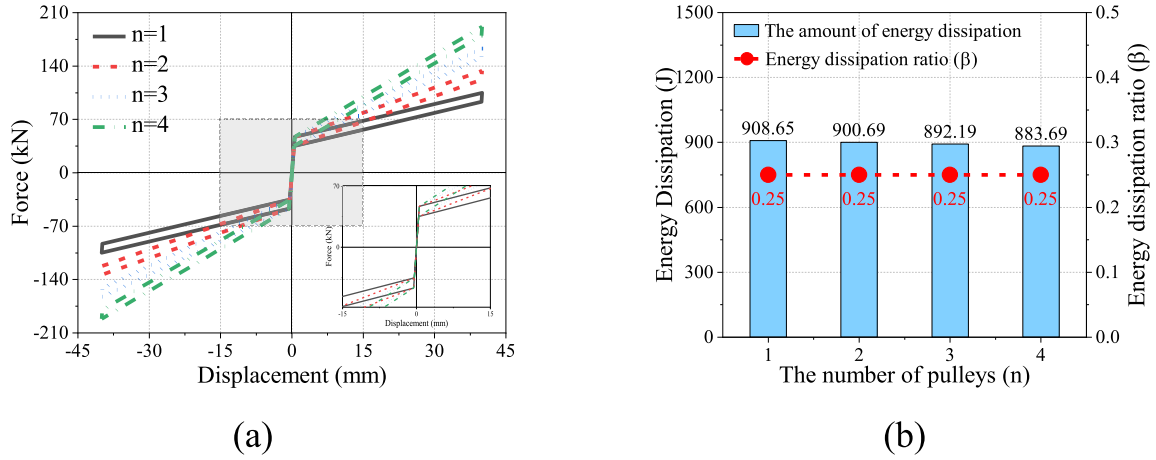 210
140
70
0
-70
-140
-210
Force (kN)
n=1
n=2
n=3
n=4
70
0
-15
0
15
Force (kN)
Displacement (mm)
-45
-30
-15
0
15
30
45
Displacement (mm)
(a)
1500
1200
900
600
300
0
Energy Dissipation (J)
The amount of energy dissipation
Energy dissipation ratio (β)
908.65
900.69
892.19
883.69
0.25
0.25
0.25
0.25
0.5
0.4
0.3
0.2
0.1
0.0
Energy dissipation ratio (β)
1
2
3
4
The number of pulleys (n)
(b)